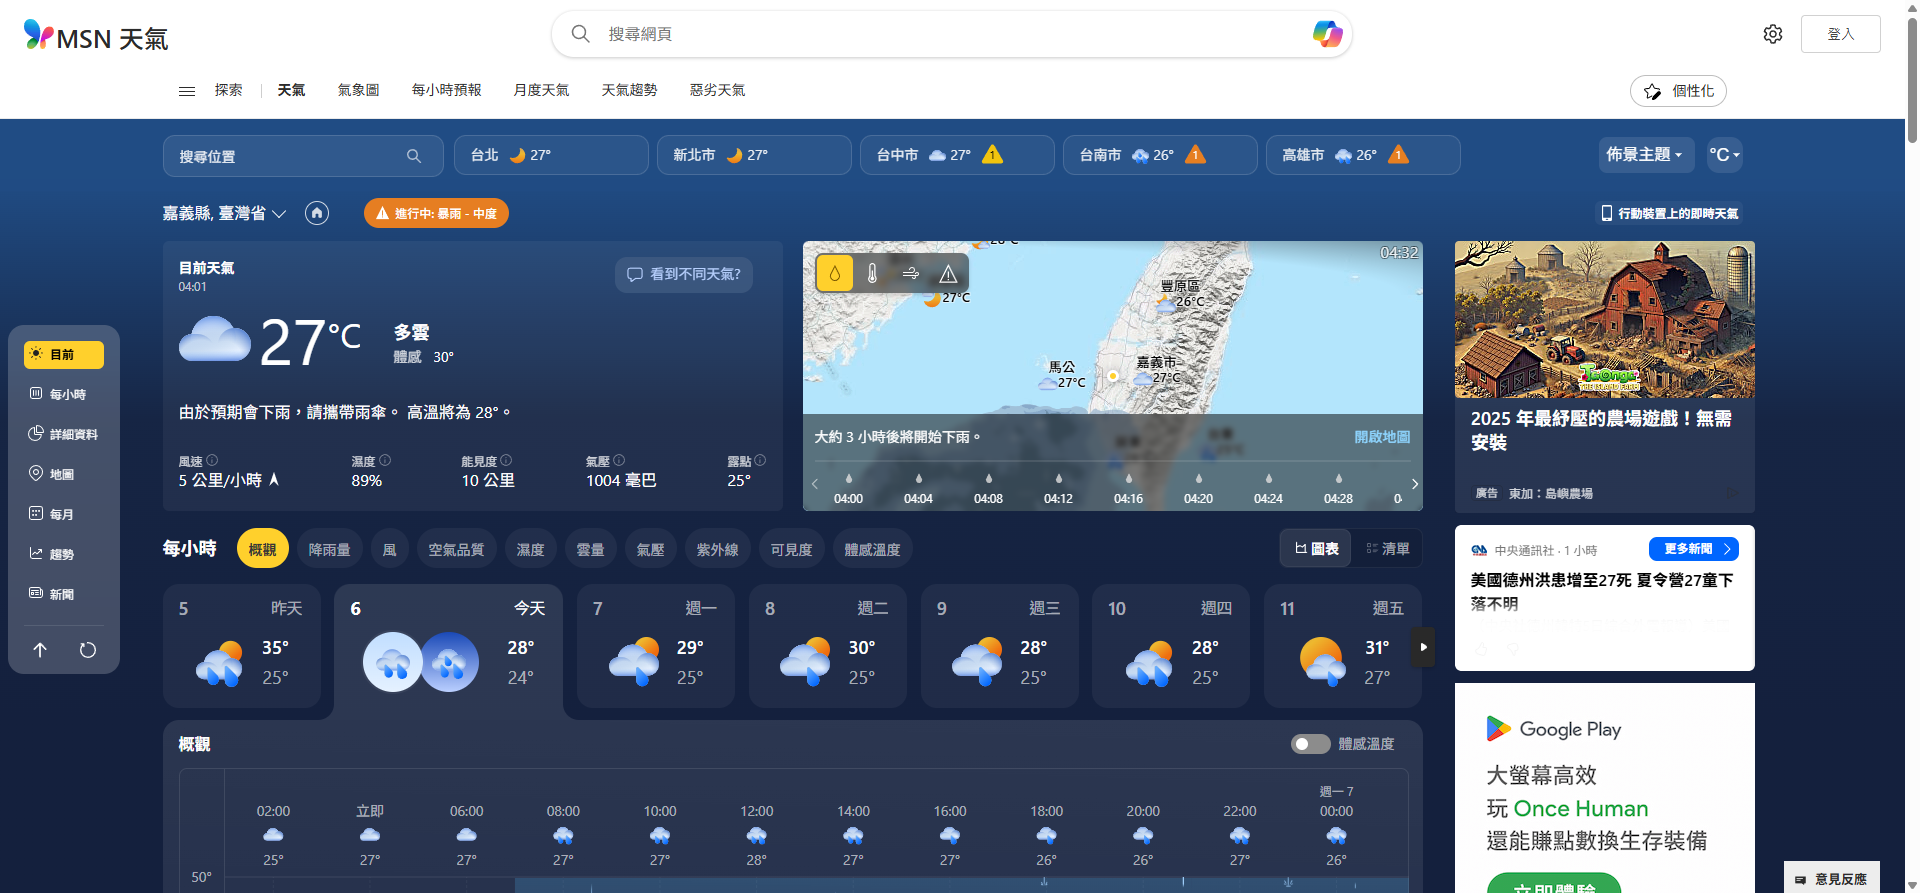 MSN 天氣
搜尋網頁
登入
探索
天氣
氣象圖
每小時預報
月度天氣
天氣趨勢
惡劣天氣
個性化
搜尋位置
台北 27°
新北市 27°
台中市 27° 1
台南市 26° 1
高雄市 26° 1
佈景主題
°C
嘉義縣, 臺灣省
進行中: 暴雨 - 中度
行動裝置上的即時天氣
目前
每小時
詳細資料
地圖
每月
趨勢
新聞
目前天氣
04:01
看到不同天氣?
27°C
多雲
體感 30°
由於預期會下雨，請攜帶雨傘。 高溫將為 28°。
風速 濕度 能見度 氣壓 露點
5 公里/小時 89% 10 公里 1004 毫巴 25°
04:32
27°C
豐原區
26°C
馬公
27°C
嘉義市
27°C
大約 3 小時後將開始下雨。
開啟地圖
04:00 04:04 04:08 04:12 04:16 04:20 04:24 04:28
Taonga
THE ISLAND FARM
2025 年最紓壓的農場遊戲！無需
安裝
廣告 東加：島嶼農場
每小時
概觀
降雨量
風
空氣品質
濕度
雲量
氣壓
紫外線
可見度
體感溫度
圖表
清單
5 昨天
35°
25°
6 今天
28°
24°
7 週一
29°
25°
8 週二
30°
25°
9 週三
28°
25°
10 週四
28°
25°
11 週五
31°
27°
CNA 中央通訊社 · 1 小時
更多新聞
美國德州洪患增至27死 夏令營27童下
落不明
概觀
體感溫度
週一 7
02:00 立即 06:00 08:00 10:00 12:00 14:00 16:00 18:00 20:00 22:00 00:00
25° 27° 27° 27° 27° 28° 27° 27° 26° 26° 27° 26°
50°
Google Play
大螢幕高效
玩 Once Human
還能賺點數換生存裝備
立即體驗
意見反應